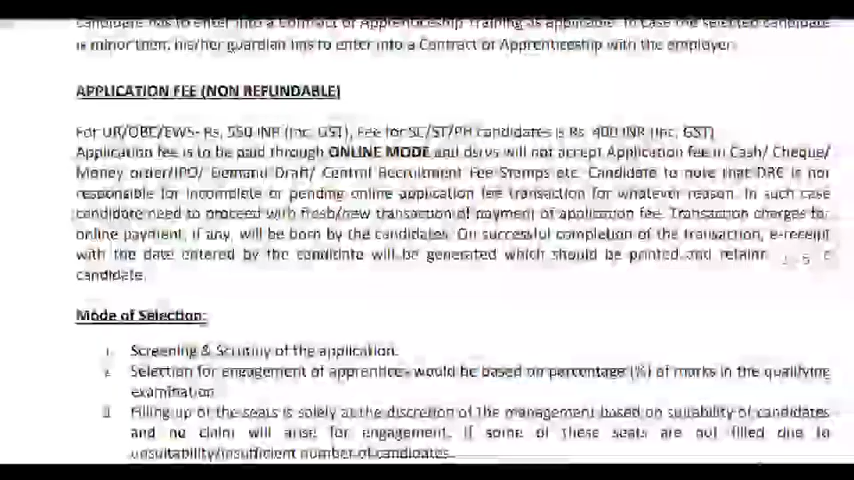 candidate has to enter into a Contract of Apprenticeship Training as applicable. In case the selected candidate
is minor then, his/her guardian has to enter into a Contract of Apprenticeship with the employer.
APPLICATION FEE (NON REFUNDABLE)
For UR/OBC/EWS- Rs. 550 INR (Inc. GST), Fee for SC/ST/PH candidates is Rs. 400 INR (Inc. GST)
Application fee is to be paid through ONLINE MODE and dsrvs will not accept Application fee in Cash/ Cheque/
Money order/IPO/ Demand Draft/ Central Recruitment Fee Stamps etc. Candidate to note that is not
responsible for incomplete or pending online application fee transaction for whatever reason. In such case
candidate need to proceed with fresh/new transaction of payment of application fee. Transaction charges for
online payment, if any, will be born by the candidates. On successful completion of the transaction, e-receipt
with the date entered by the candidate will be generated which should be printed and
candidate.
Mode of Selection:
Screening & Scrutiny of the application.
Selection for engagement of apprentices would be based on percentage (%) of marks in the qualifying
examination
Filling up of the seats is solely at the discretion of the management based on suitability of candidates
and no claim will arise for engagement. If some of these seats are not filled due to
unsuitability/insufficient number of candidates.